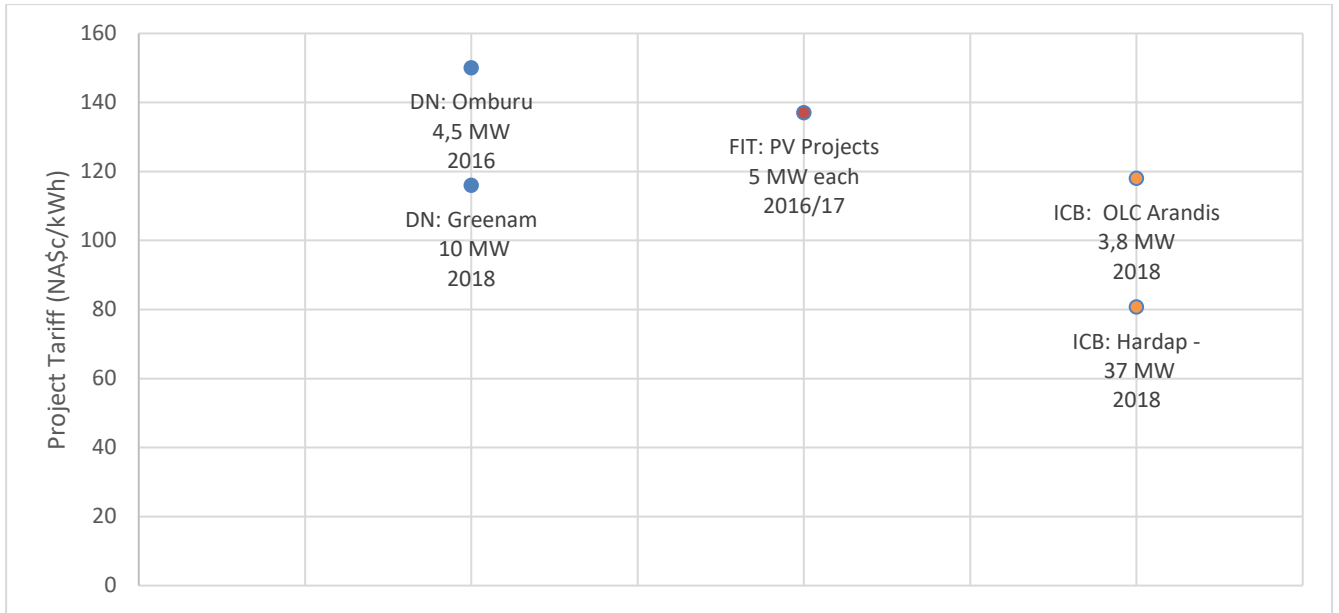 Project Tariff (NA$c/kWh)
160
140
120
100
80
60
40
20
0
DN: Omburu
4,5 MW
2016
DN: Greenam
10 MW
2018
FIT: PV Projects
5 MW each
2016/17
ICB:  OLC Arandis
3,8 MW
2018
ICB: Hardap -
37 MW
2018